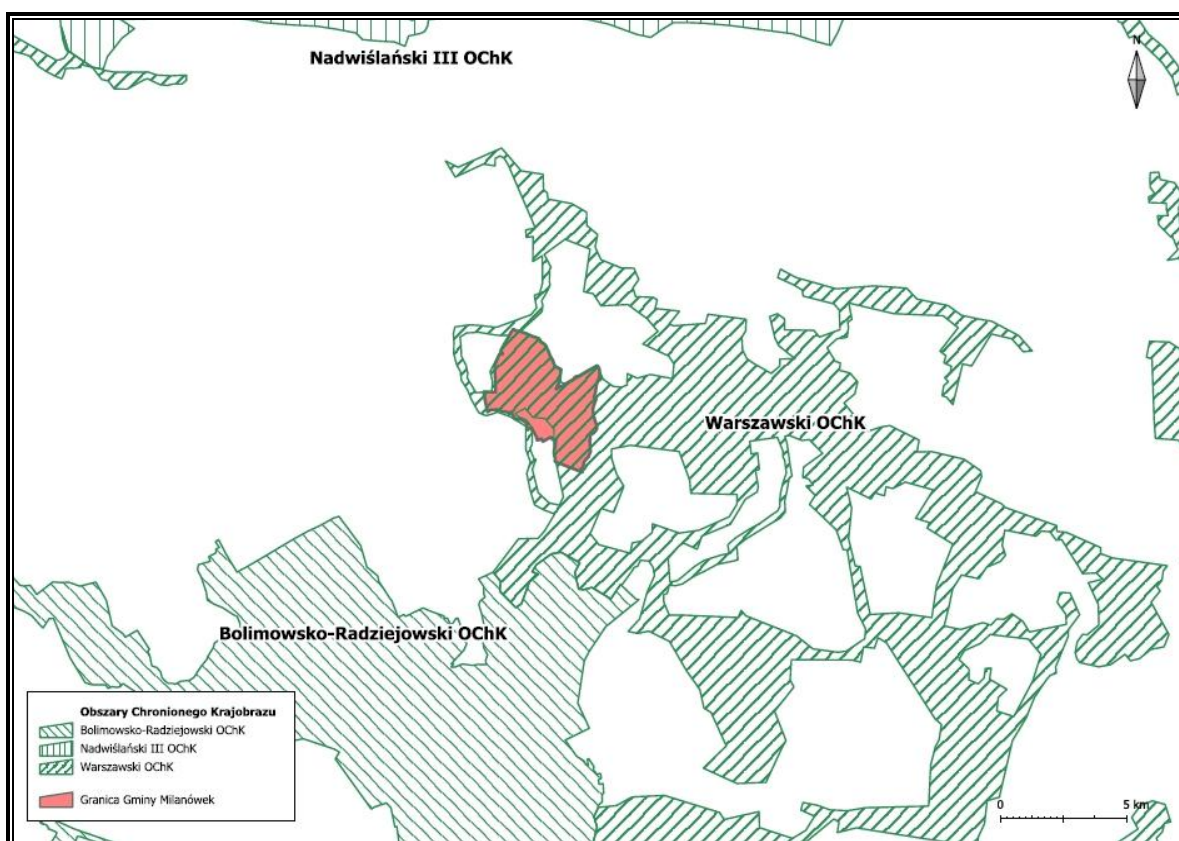 Nadwiślański III OChK
N
Warszawski OChK
Bolimowsko-Radziejowski OChK
Obszary Chronionego Krajobrazu
Bolimowsko-Radziejowski OChK
Nadwiślański III OChK
Warszawski OChK
Granica Gminy Milanówek
0 5 km